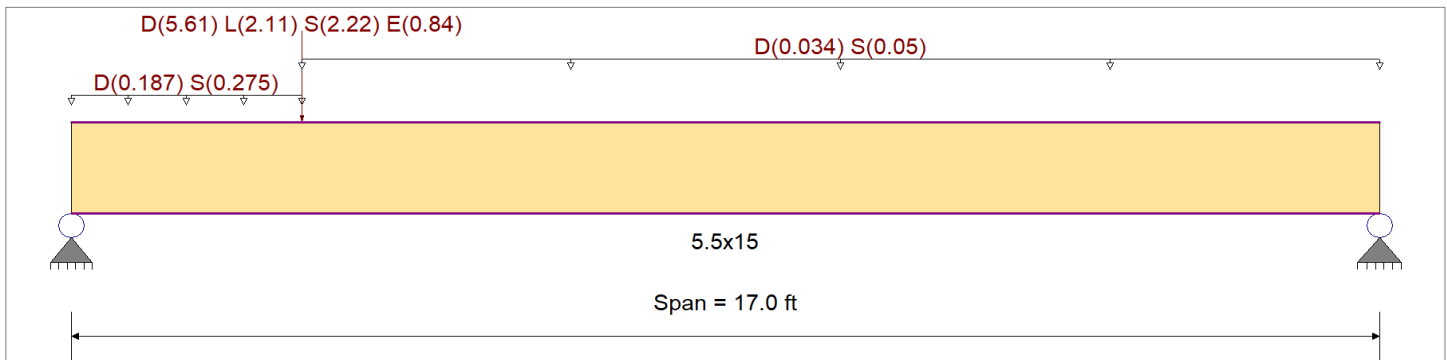 D(5.61) L(2.11) S(2.22) E(0.84)
D(0.034) S(0.05)
D(0.187) S(0.275)
5.5x15
Span = 17.0 ft